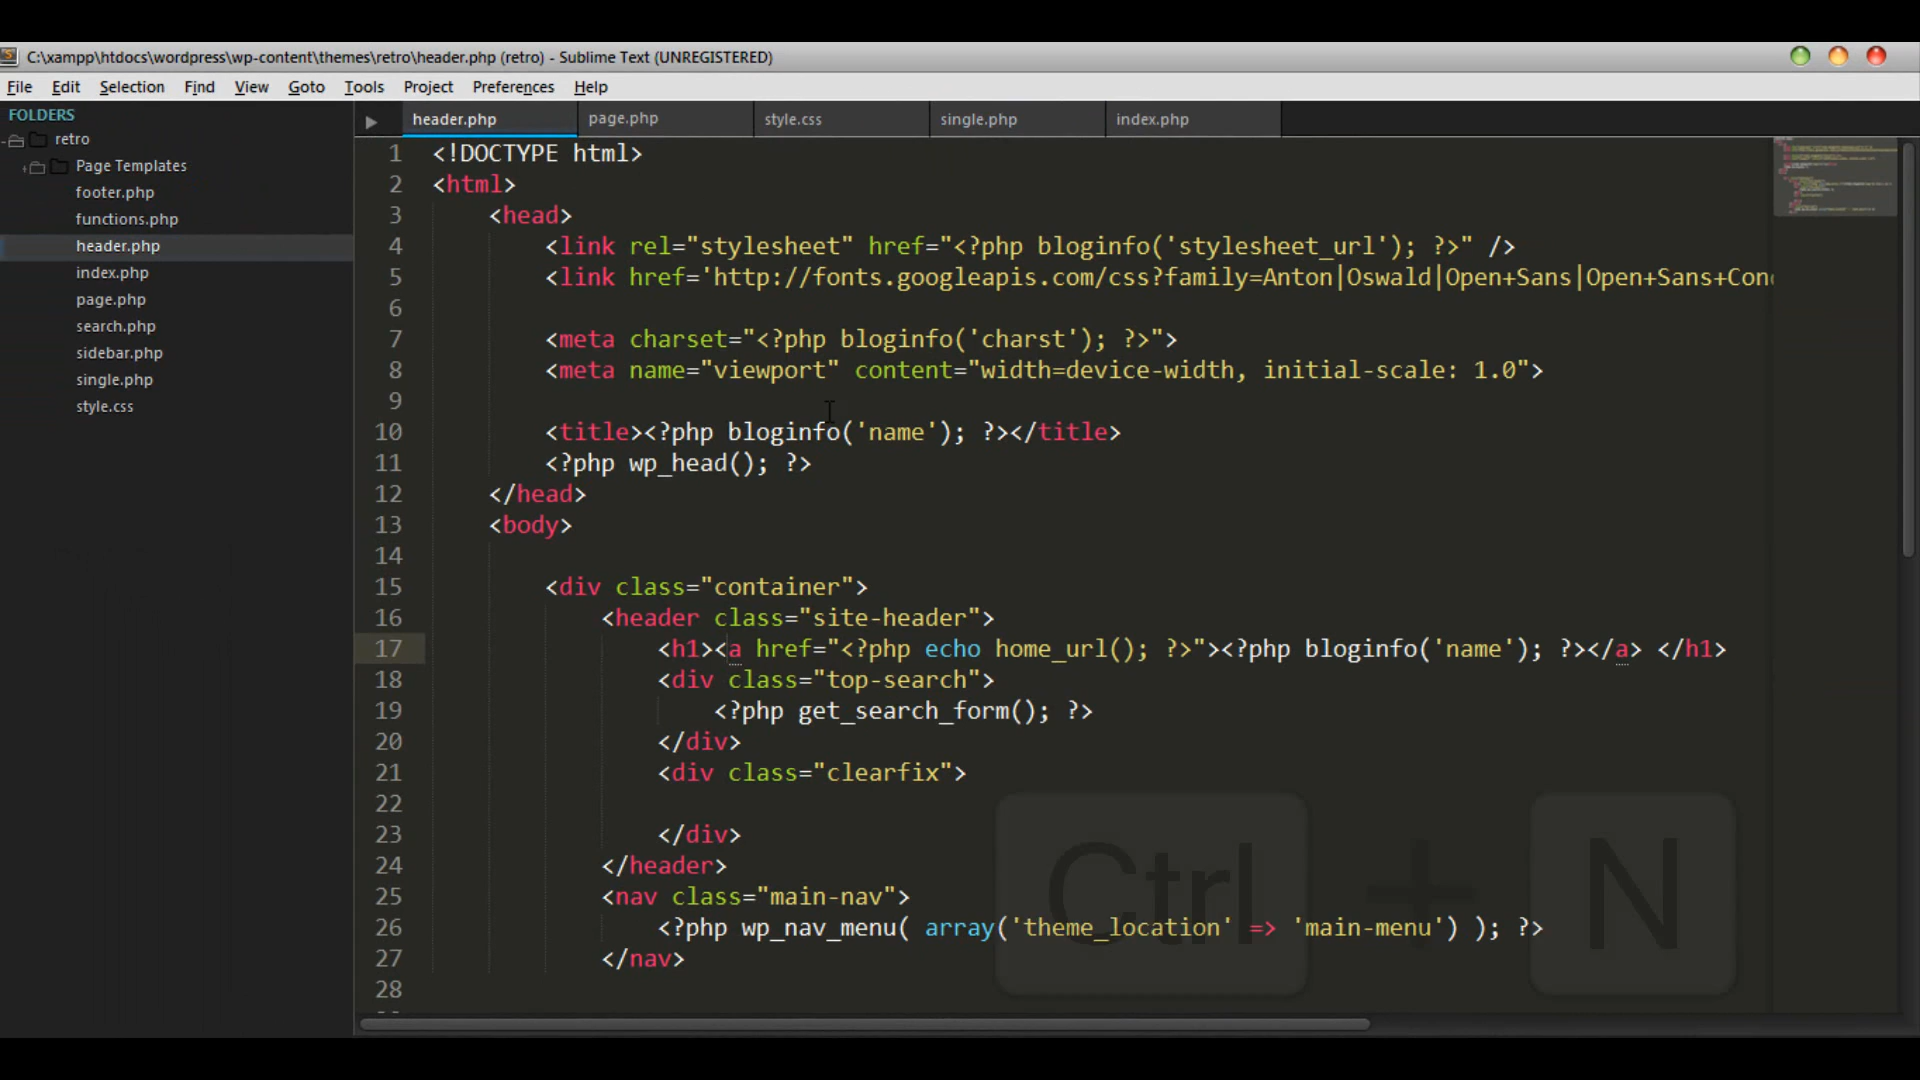 C:\xampp\htdocs\wordpress\wp-content\themes\retro\header.php (retro) - Sublime Text (UNREGISTERED)
File Edit Selection Find View Goto Tools Project Preferences Help
FOLDERS
retro
Page Templates
footer.php
functions.php
header.php
index.php
page.php
search.php
sidebar.php
single.php
style.css
header.php page.php style.css single.php index.php
1 <!DOCTYPE html>
2 <html>
3 <head>
4 <link rel="stylesheet" href="<?php bloginfo('stylesheet_url'); ?>" />
5 <link href='http://fonts.googleapis.com/css?family=Anton|Oswald|Open+Sans|Open+Sans+Con
6
7 <meta charset="<?php bloginfo('charst'); ?>">
8 <meta name="viewport" content="width=device-width, initial-scale: 1.0">
9
10 <title><?php bloginfo('name'); ?></title>
11 <?php wp_head(); ?>
12 </head>
13 <body>
14
15 <div class="container">
16 <header class="site-header">
17 <h1><a href="<?php echo home_url(); ?>"><?php bloginfo('name'); ?></a> </h1>
18 <div class="top-search">
19 <?php get_search_form(); ?>
20 </div>
21 <div class="clearfix">
22
23 </div>
24 </header>
25 <nav class="main-nav">
26 <?php wp_nav_menu( array('theme_location' => 'main-menu') ); ?>
27 </nav>
28
Ctrl + N